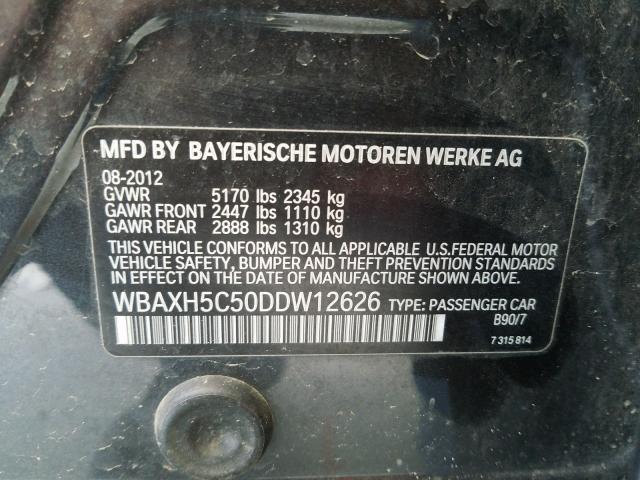 MFD BY BAYERISCHE MOTOREN WERKE AG
08-2012
GVWR 5170 lbs 2345 kg
GAWR FRONT 2447 lbs 1110 kg
GAWR REAR 2888 lbs 1310 kg
THIS VEHICLE CONFORMS TO ALL APPLICABLE U.S.FEDERAL MOTOR
VEHICLE SAFETY, BUMPER AND THEFT PREVENTION STANDARDS
IN EFFECT ON THE DATE OF MANUFACTURE SHOWN ABOVE.
WBAXH5C50DDW12626 TYPE: PASSENGER CAR
B90/7
7 315 814